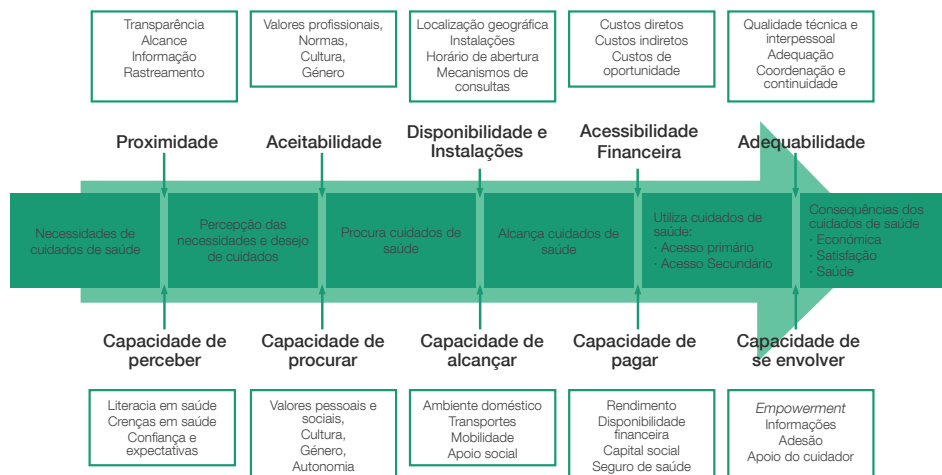 Transparência
Alcance
Informação
Rastreamento
Valores profissionais,
Normas,
Cultura,
Género
Localização geográfica
Instalações
Horário de abertura
Mecanismos de
consultas
Custos diretos
Custos indiretos
Custos de
oportunidade
Qualidade técnica e
interpessoal
Adequação
Coordenação e
continuidade
Proximidade
Aceitabilidade
Disponibilidade e
Instalações
Acessibilidade
Financeira
Adequabilidade
Necessidades de
cuidados de saúde
Percepção das
necessidades e desejo
de cuidados
Procura cuidados de
saúde
Alcança cuidados de
saúde
Utiliza cuidados de
saúde:
· Acesso primário
· Acesso Secundário
Consequências dos
cuidados de saúde
· Económica
· Satisfação
· Saúde
Capacidade de
perceber
Capacidade de
procurar
Capacidade de
alcançar
Capacidade de
pagar
Capacidade de
se envolver
Literacia em saúde
Crenças em saúde
Confiança e
expectativas
Valores pessoais e
sociais,
Cultura,
Género,
Autonomia
Ambiente doméstico
Transportes
Mobilidade
Apoio social
Rendimento
Disponibilidade
financeira
Capital social
Seguro de saúde
Empowerment
Informações
Adesão
Apoio do cuidador